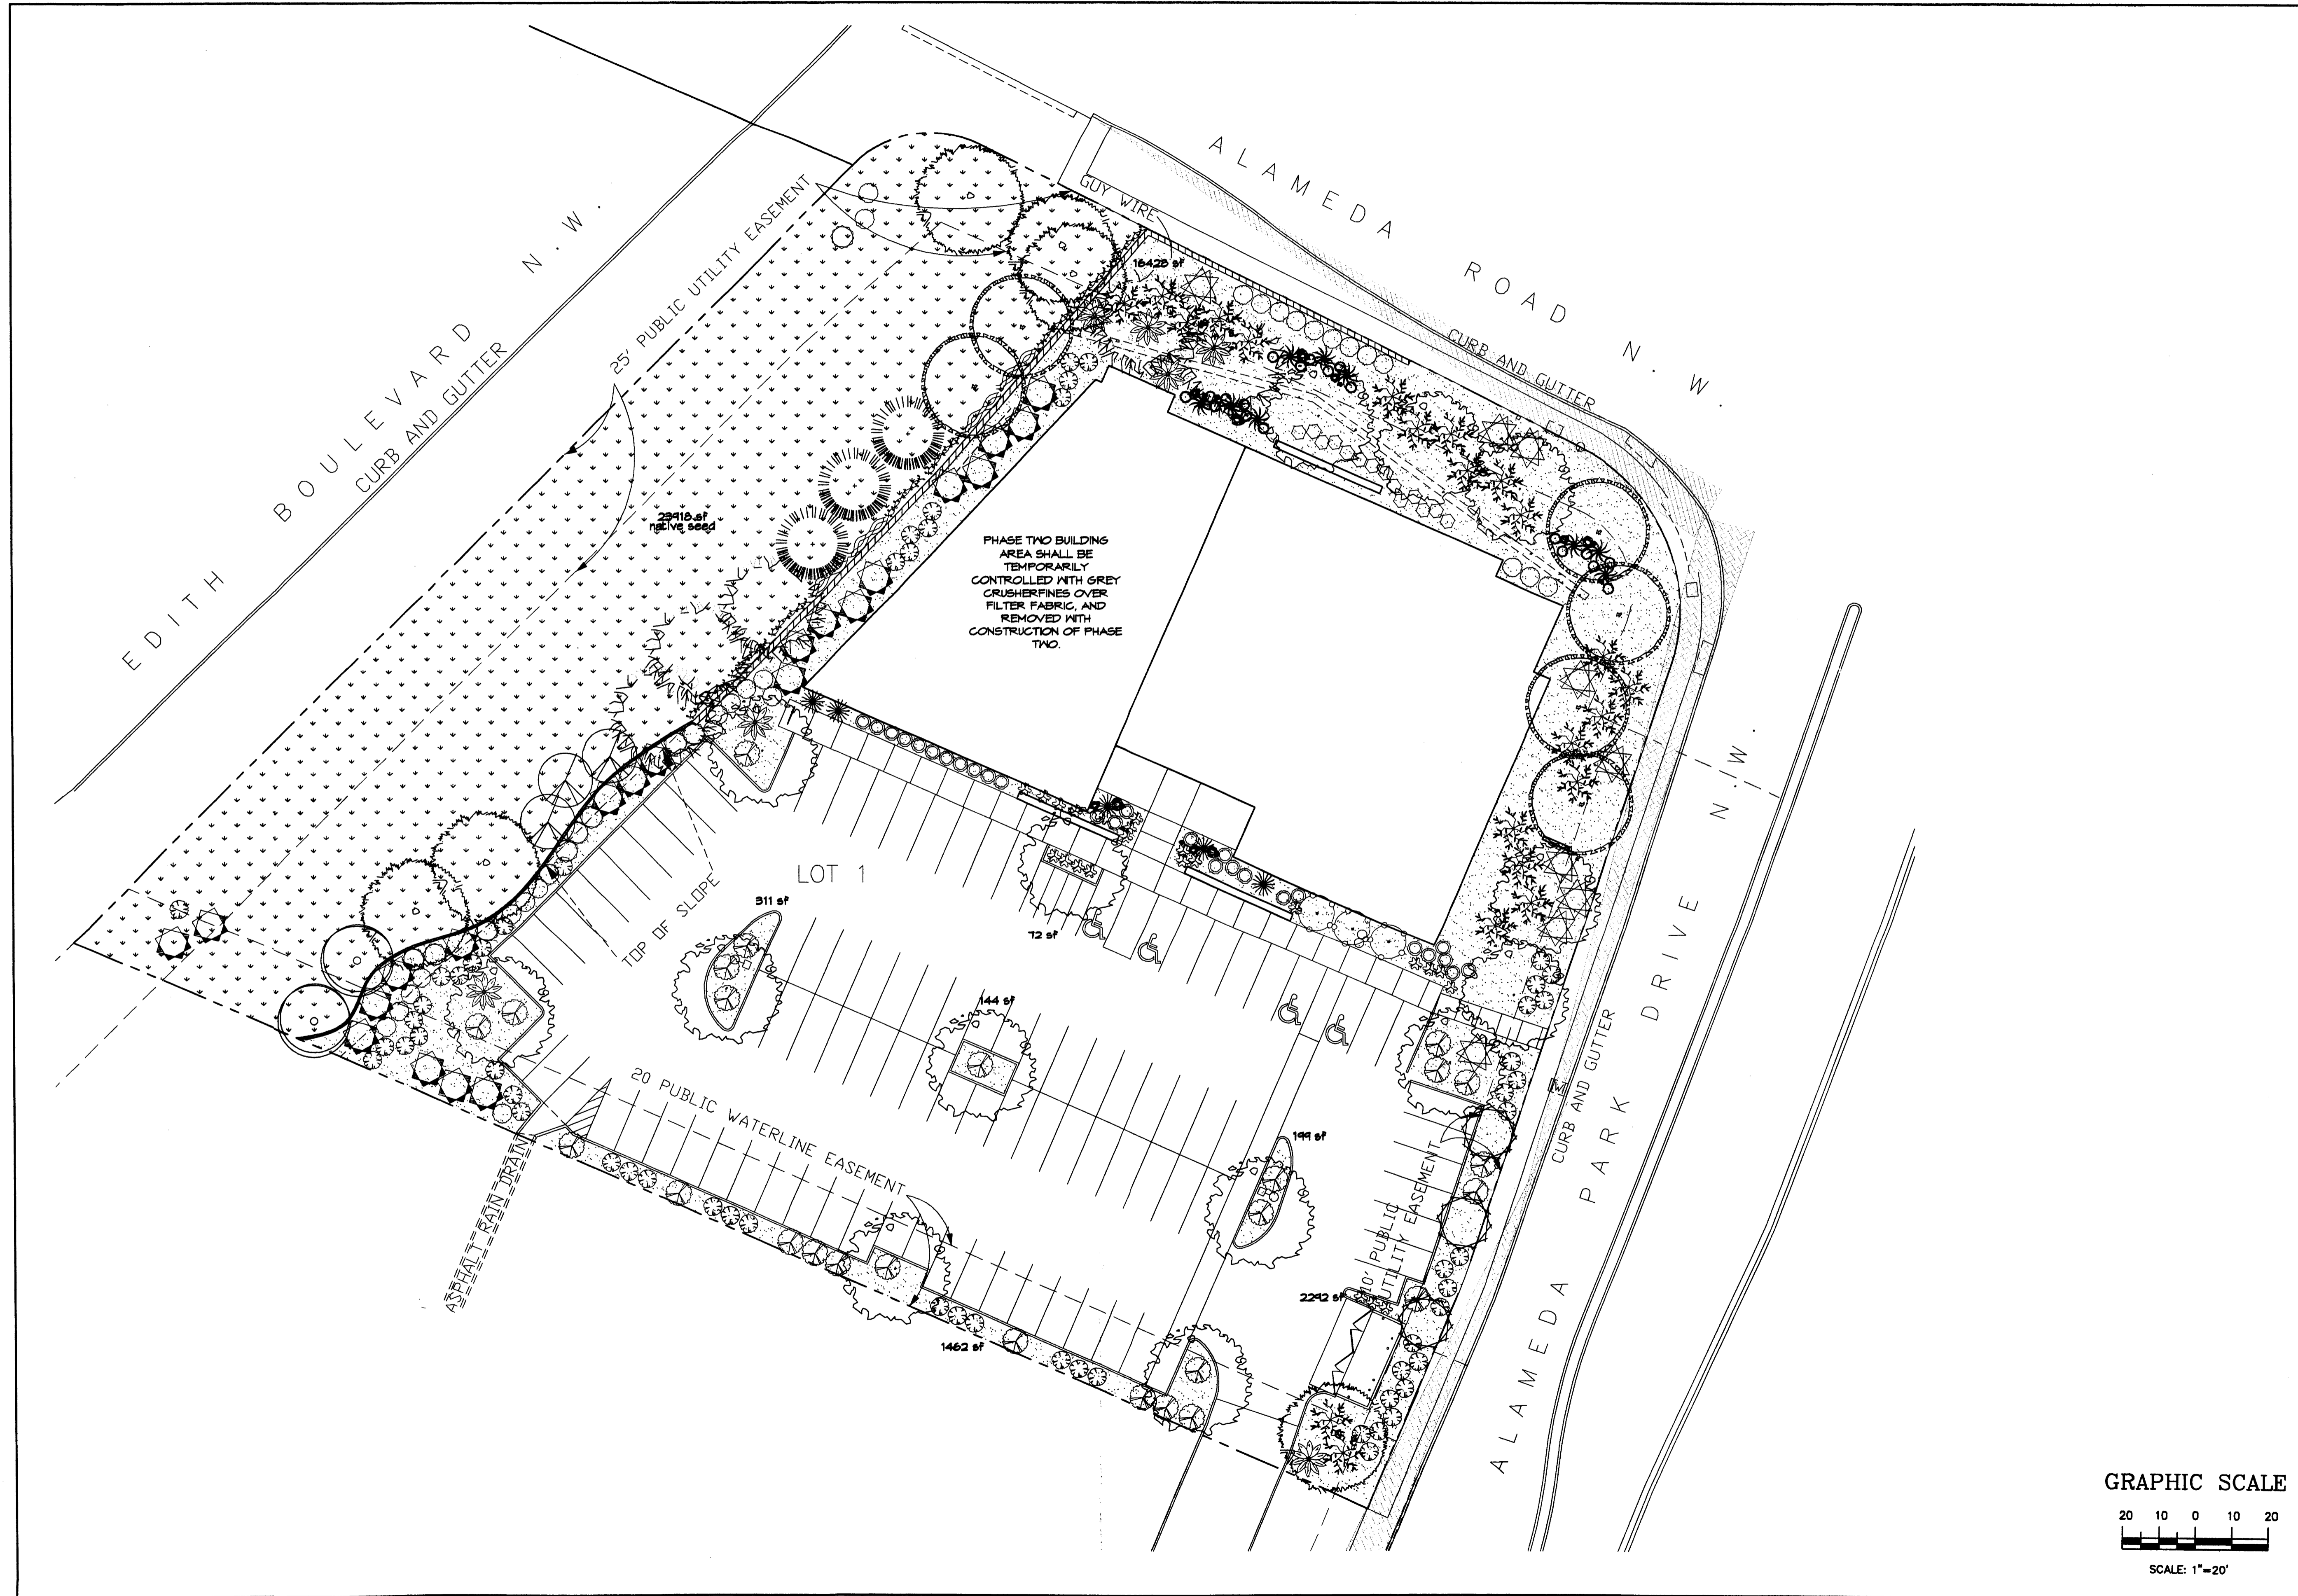 ALAMEDA ROAD N.W.
GUY WIRE
16428 sf
CURB AND GUTTER
25' PUBLIC UTILITY EASEMENT
EDITH BOULEVARD N.W.
CURB AND GUTTER
23918 sf
native seed
PHASE TWO BUILDING
AREA SHALL BE
TEMPORARILY
CONTROLLED WITH GREY
CRUSHERFINES OVER
FILTER FABRIC, AND
REMOVED WITH
CONSTRUCTION OF PHASE
TWO.
LOT 1
TOP OF SLOPE
311 sf
72 sf
144 sf
20 PUBLIC WATERLINE EASEMENT
199 sf
ASPHALT RAIN DRAIN
10' PUBLIC
UTILITY EASEMENT
2292 sf
1462 sf
CURB AND GUTTER
ALAMEDA PARK DRIVE N.W.
GRAPHIC SCALE
20 10 0 10 20
SCALE: 1"=20'